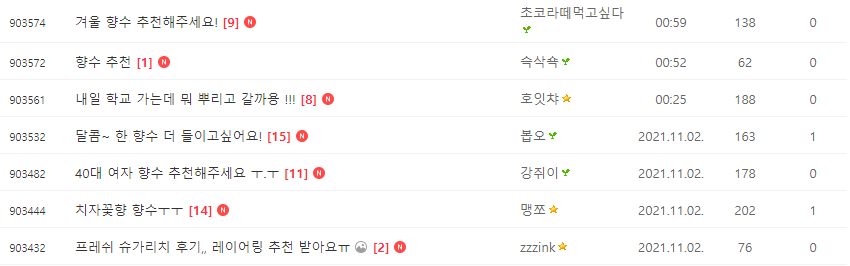 903574 겨울 향수 추천해주세요! [9] N 초코라떼먹고싶다 00:59 138 0
903572 향수 추천 [1] N 슥삭쇽 00:52 62 0
903561 내일 학교 가는데 뭐 뿌리고 갈까용 !!! [8] N 호잇챠 00:25 188 0
903532 달콤~ 한 향수 더 들이고싶어요! [15] N 봅오 2021.11.02. 163 1
903482 40대 여자 향수 추천해주세요 ㅜ.ㅜ [11] N 강쥐이 2021.11.02. 178 0
903444 치자꽃향 향수ㅜㅜ [14] N 맹쪼 2021.11.02. 202 1
903432 프레쉬 슈가리치 후기,, 레이어링 추천 받아요ㅠ [2] N zzzink 2021.11.02. 76 0